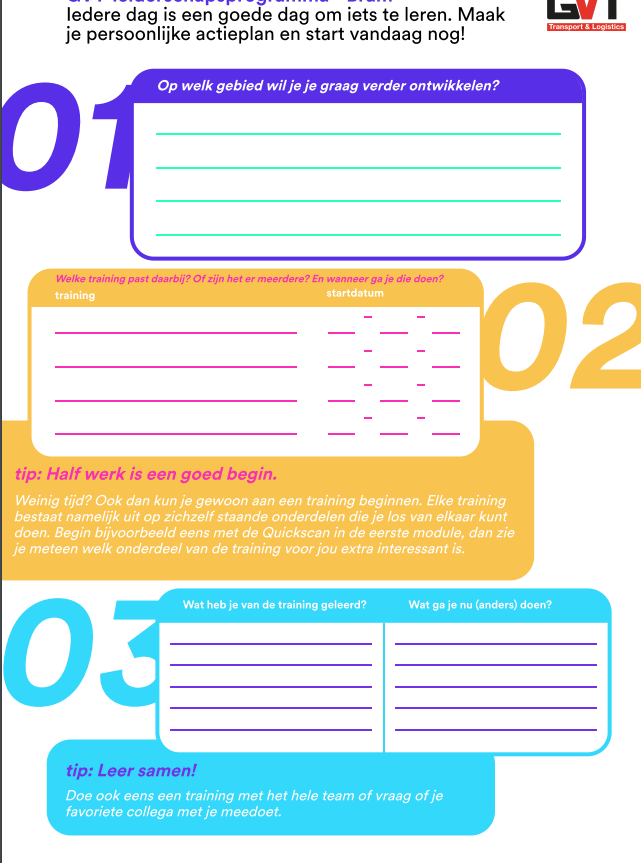 Iedere dag is een goede dag om iets te leren. Maak
je persoonlijke actieplan en start vandaag nog!
GVT
Transport & Logistics
01
Op welk gebied wil je je graag verder ontwikkelen?
Welke training past daarbij? Of zijn het er meerdere? En wanneer ga je die doen?
training
startdatum
02
tip: Half werk is een goed begin.
Weinig tijd? Ook dan kun je gewoon aan een training beginnen. Elke training
bestaat namelijk uit op zichzelf staande onderdelen die je los van elkaar kunt
doen. Begin bijvoorbeeld eens met de Quickscan in de eerste module, dan zie
je meteen welk onderdeel van de training voor jou extra interessant is.
03
Wat heb je van de training geleerd?
Wat ga je nu (anders) doen?
tip: Leer samen!
Doe ook eens een training met het hele team of vraag of je
favoriete collega met je meedoet.